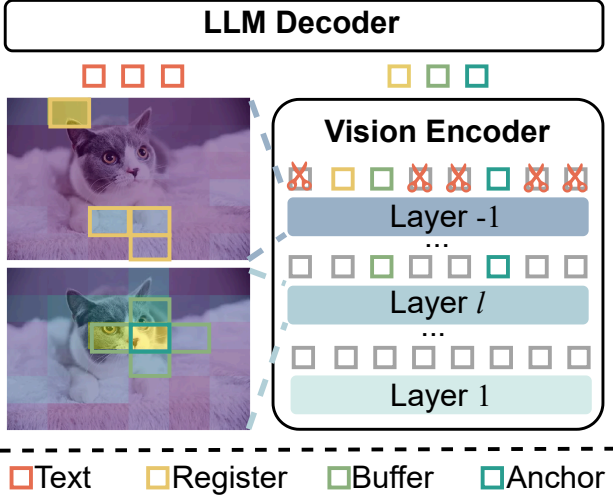 LLM Decoder
Vision Encoder
Layer -1
...
Layer l
...
Layer 1
Text
Register
Buffer
Anchor